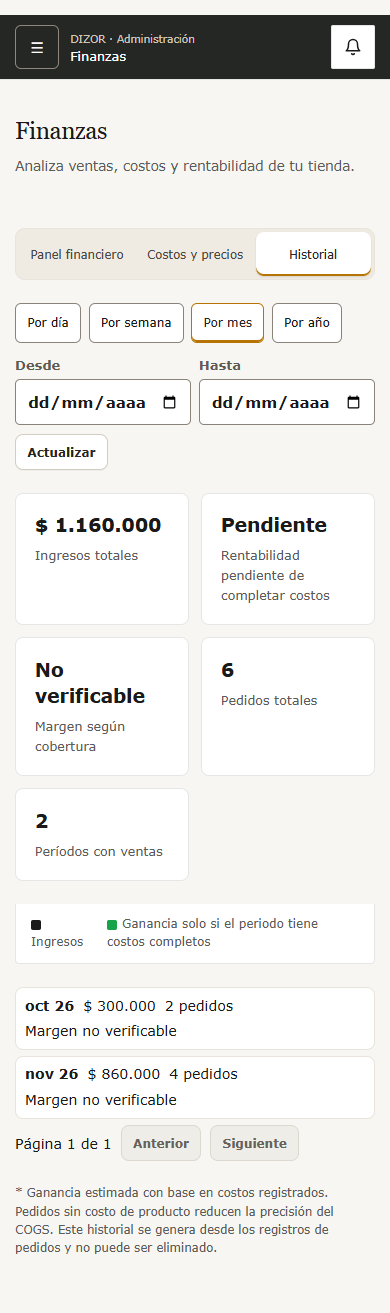 DIZOR · Administración
Finanzas
Finanzas
Analiza ventas, costos y rentabilidad de tu tienda.
Panel financiero Costos y precios Historial
Por día Por semana Por mes Por año
Desde Hasta
dd/mm/aaaa dd/mm/aaaa
Actualizar
$ 1.160.000
Ingresos totales
Pendiente
Rentabilidad
pendiente de
completar costos
No
verificable
Margen según
cobertura
6
Pedidos totales
2
Períodos con ventas
Ingresos
Ganancia solo si el periodo tiene
costos completos
oct 26 $ 300.000 2 pedidos
Margen no verificable
nov 26 $ 860.000 4 pedidos
Margen no verificable
Página 1 de 1 Anterior Siguiente
* Ganancia estimada con base en costos registrados.
Pedidos sin costo de producto reducen la precisión del
COGS. Este historial se genera desde los registros de
pedidos y no puede ser eliminado.